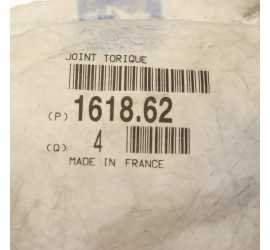 JOINT TORIQUE
(P) 1618.62
(Q) 4
MADE IN FRANCE